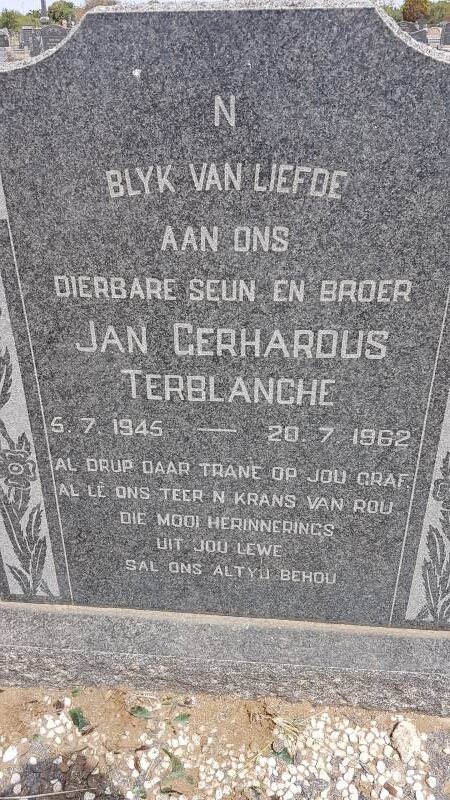 N
BLYK VAN LIEFDE
AAN ONS
DIERBARE SEUN EN BROER
JAN GERHARDUS
TERBLANCHE
5.7.1945 — 20.7.1962
AL DRUP DAAR TRANE OP JOU GRAF
AL LÊ ONS TEER N KRANS VAN ROU
DIE MOOI HERINNERINGS
UIT JOU LEWE
SAL ONS ALTYD BEHOU